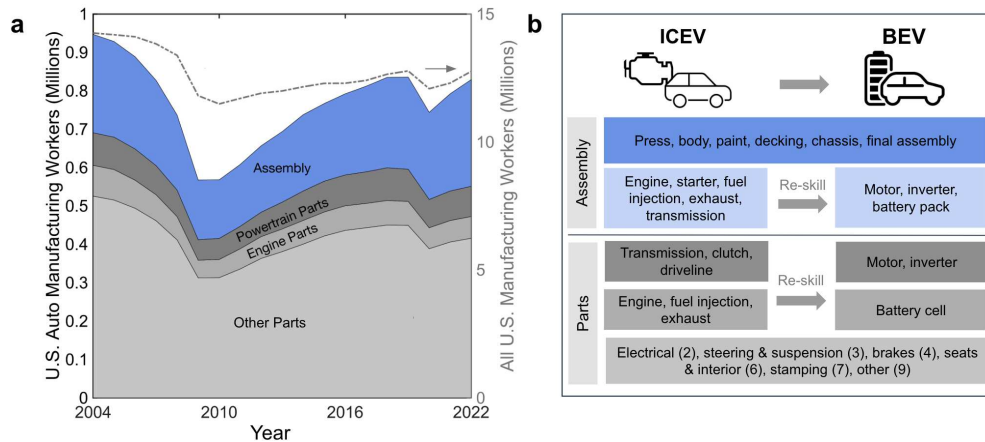 a
U.S. Auto Manufacturing Workers (Millions)
1
0.9
0.8
0.7
0.6
0.5
0.4
0.3
0.2
0.1
0
Assembly
Powertrain Parts
Engine Parts
Other Parts
15
10
5
0
All U.S. Manufacturing Workers (Millions)
2004
2010
2016
2022
Year
b
ICEV
BEV
Assembly
Press, body, paint, decking, chassis, final assembly
Engine, starter, fuel
injection, exhaust,
transmission
Re-skill
Motor, inverter,
battery pack
Parts
Transmission, clutch,
driveline
Motor, inverter
Re-skill
Engine, fuel injection,
exhaust
Battery cell
Electrical (2), steering & suspension (3), brakes (4), seats
& interior (6), stamping (7), other (9)